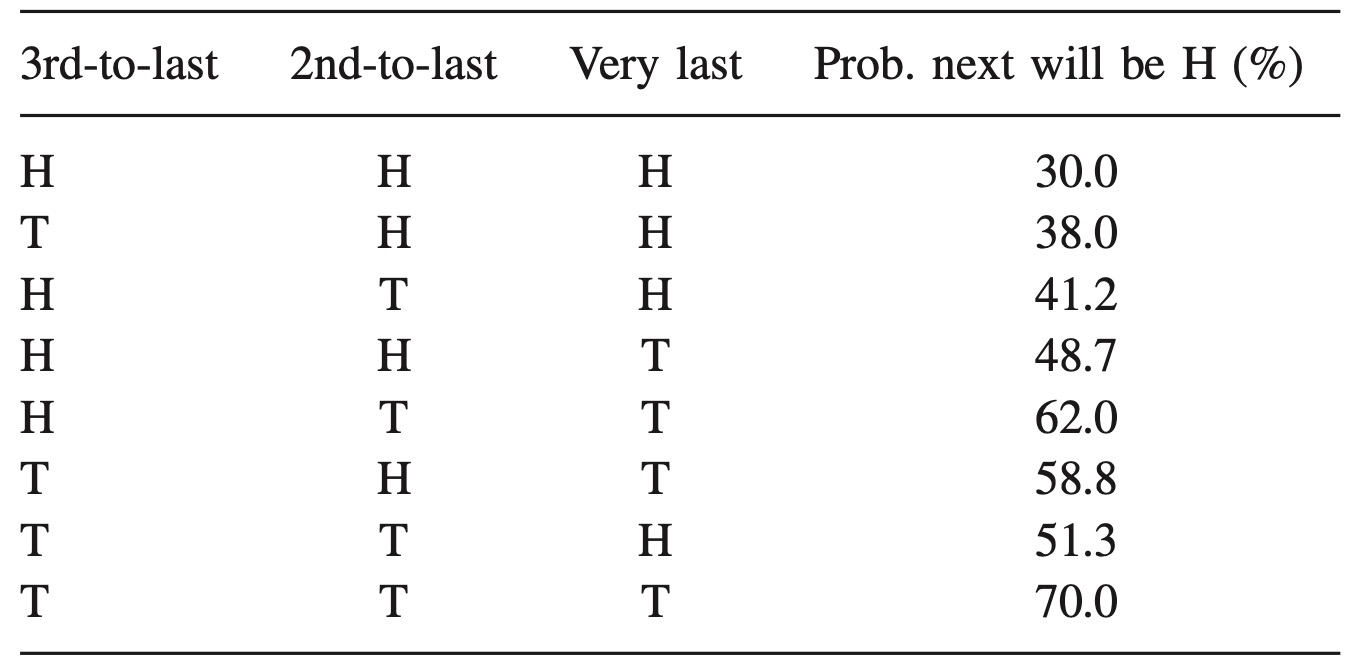 3rd-to-last 2nd-to-last Very last Prob. next will be H (%)
H H H 30.0
T H H 38.0
H T H 41.2
H H T 48.7
H T T 62.0
T H T 58.8
T T H 51.3
T T T 70.0